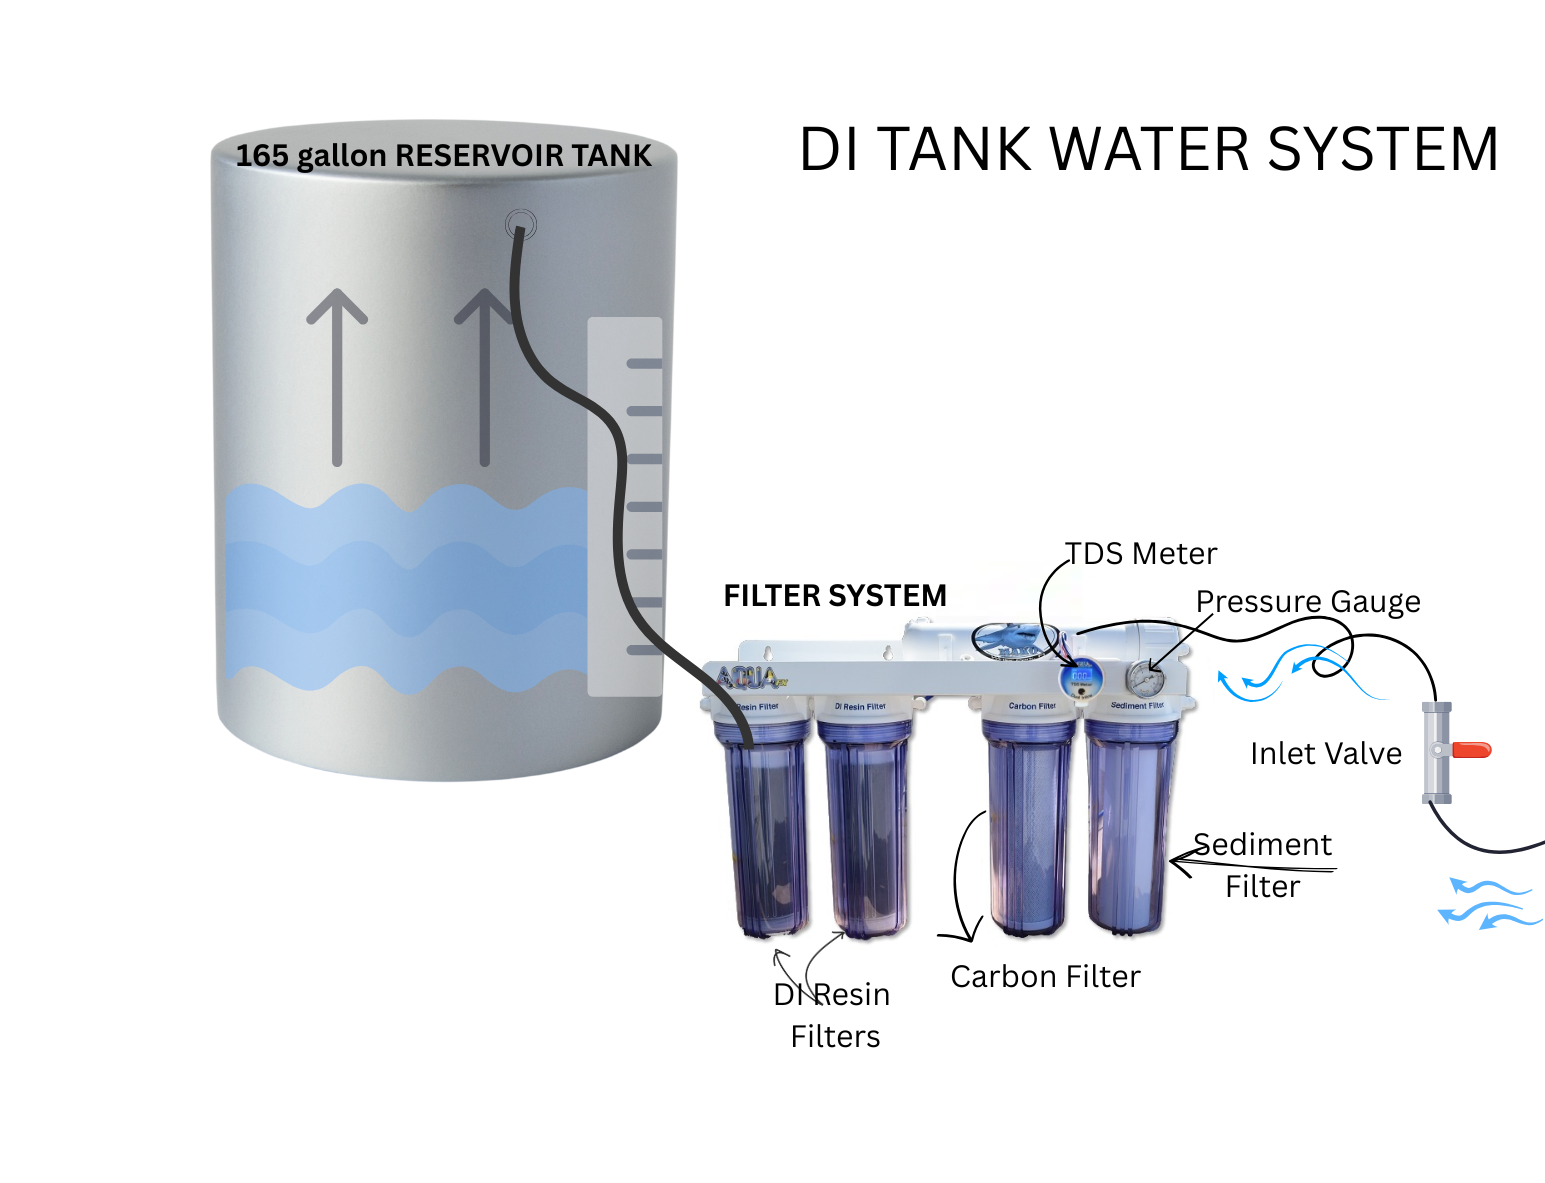 DI TANK WATER SYSTEM
165 gallon RESERVOIR TANK
TDS Meter
FILTER SYSTEM
Pressure Gauge
AQUA
Resin Filter
DI Resin Filter
Carbon Filter
Sediment Filter
Inlet Valve
Sediment
Filter
Carbon Filter
DI Resin
Filters